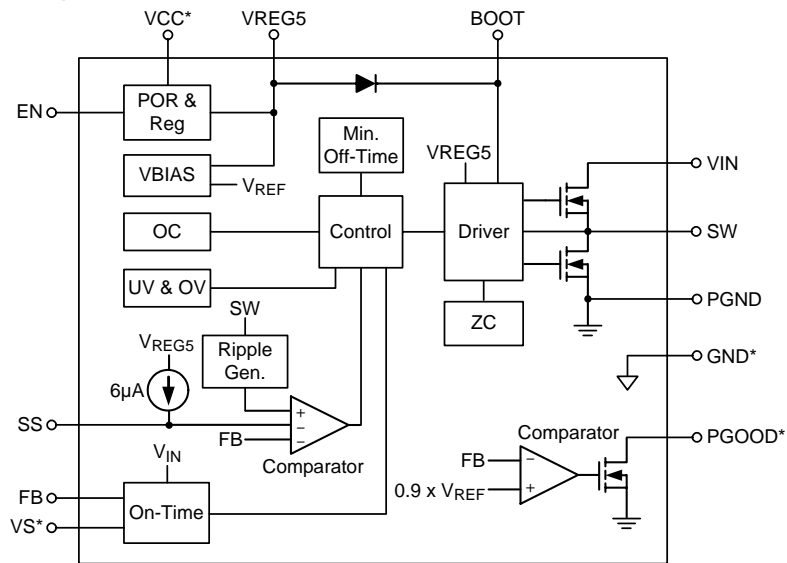 VCC*
VREG5
BOOT
EN
POR &
Reg
Min.
Off-Time
VREG5
VIN
VBIAS
VREF
OC
Control
Driver
SW
UV & OV
SW
ZC
PGND
VREG5
Ripple
Gen.
GND*
6µA
+
SS
−
FB
−
Comparator
Comparator
PGOOD*
VIN
FB
−
FB
On-Time
0.9 x VREF
+
VS*